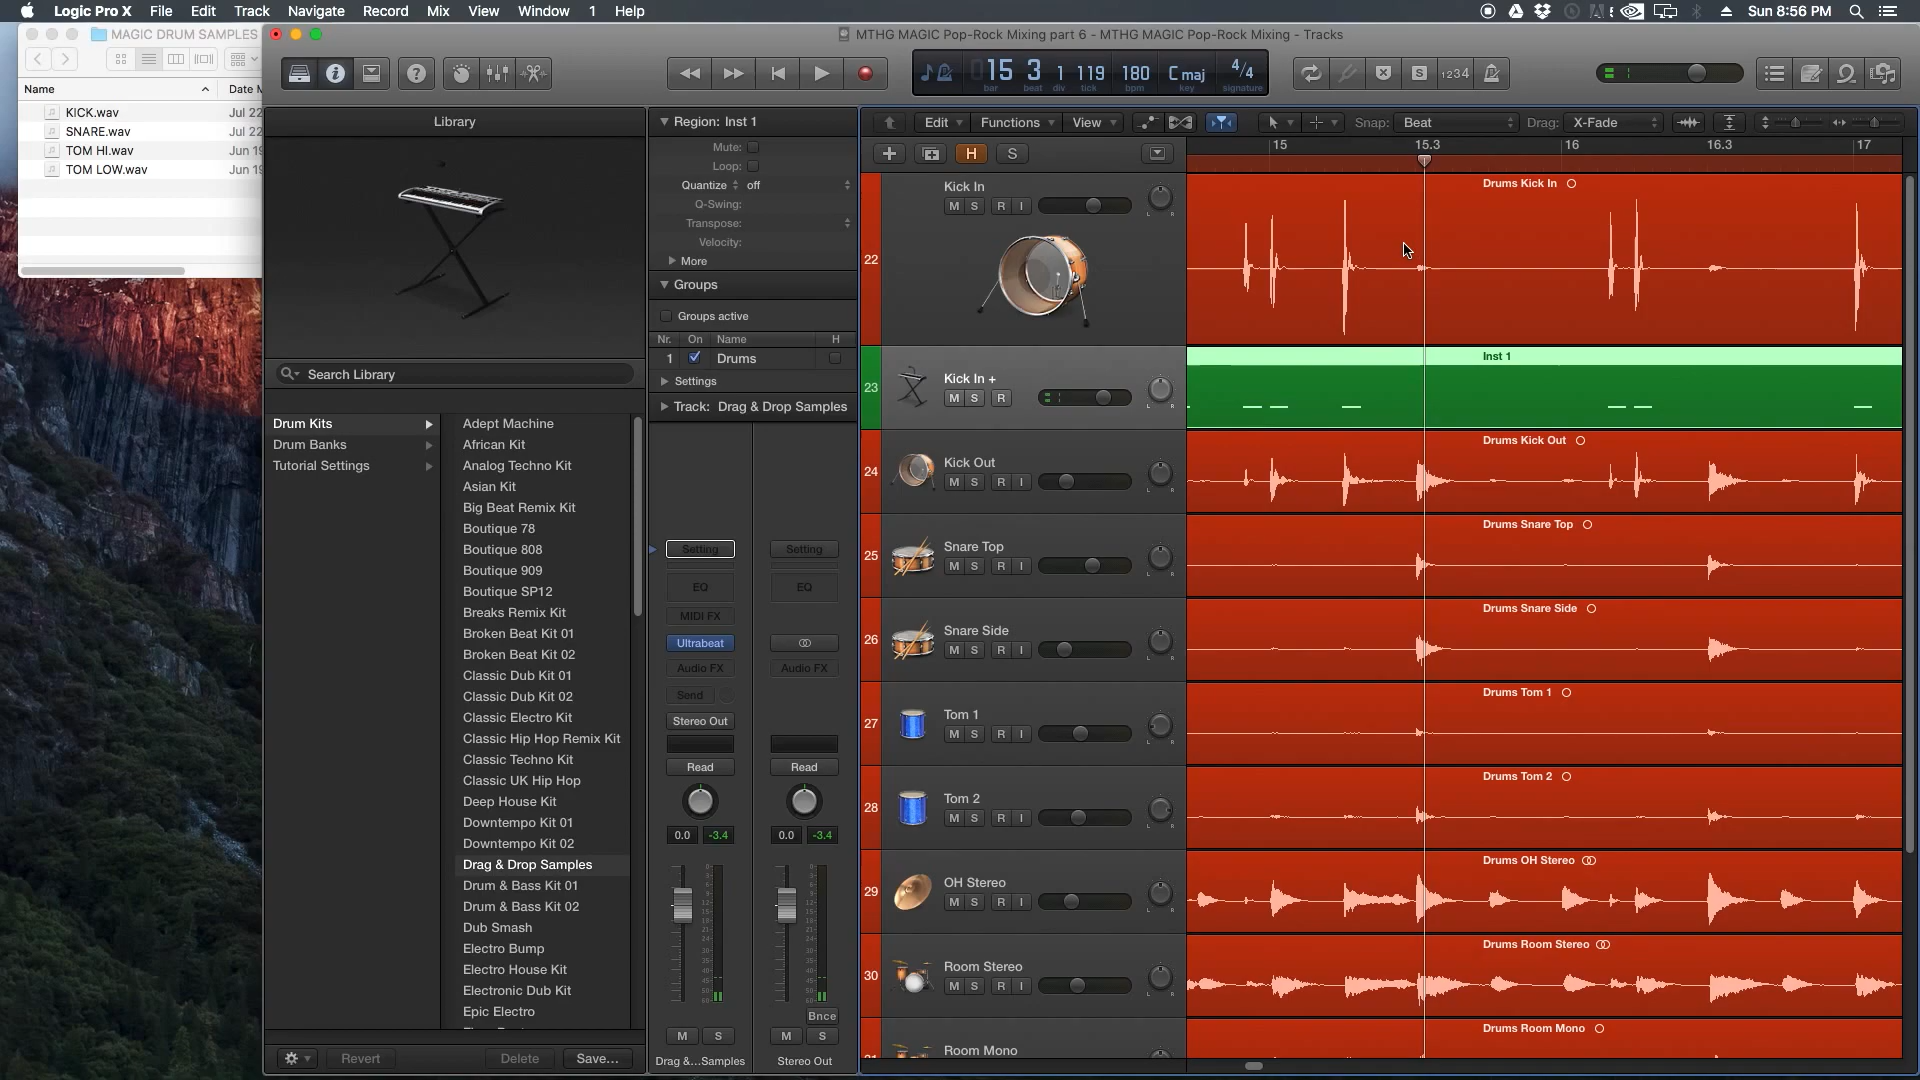 Logic Pro X File Edit Track Navigate Record Mix View Window 1 Help
Sun 8:56 PM
MAGIC DRUM SAMPLES
MTHG MAGIC Pop-Rock Mixing part 6 - MTHG MAGIC Pop-Rock Mixing - Tracks
15 3 1 119 180 C maj 4/4
bar beat div tick bpm key signature
S 1234
Name Date M
KICK.wav Jul 22
SNARE.wav Jul 22
TOM HI.wav Jun 19
TOM LOW.wav Jun 19
Library
Search Library
Drum Kits
Drum Banks
Tutorial Settings
Adept Machine
African Kit
Analog Techno Kit
Asian Kit
Big Beat Remix Kit
Boutique 78
Boutique 808
Boutique 909
Boutique SP12
Breaks Remix Kit
Broken Beat Kit 01
Broken Beat Kit 02
Classic Dub Kit 01
Classic Dub Kit 02
Classic Electro Kit
Classic Hip Hop Remix Kit
Classic Techno Kit
Classic UK Hip Hop
Deep House Kit
Downtempo Kit 01
Downtempo Kit 02
Drag & Drop Samples
Drum & Bass Kit 01
Drum & Bass Kit 02
Dub Smash
Electro Bump
Electro House Kit
Electronic Dub Kit
Epic Electro
Revert Delete Save...
Region: Inst 1
Mute:
Loop:
Quantize off
Q-Swing:
Transpose:
Velocity:
More
Groups
Groups active
Nr. On Name H
1 Drums
Settings
Track: Drag & Drop Samples
Setting Setting
EQ EQ
MIDI FX
Ultrabeat
Audio FX Audio FX
Send
Stereo Out
Read Read
0.0 -3.4 0.0 -3.4
Bnce
M S M S
Drag &...Samples Stereo Out
Edit Functions View Snap: Beat Drag: X-Fade
H S
15 15.3 16 16.3 17
22 Kick In
M S R I
Drums Kick In
23 Kick In +
M S R
Inst 1
24 Kick Out
M S R I
Drums Kick Out
25 Snare Top
M S R I
Drums Snare Top
26 Snare Side
M S R I
Drums Snare Side
27 Tom 1
M S R I
Drums Tom 1
28 Tom 2
M S R I
Drums Tom 2
29 OH Stereo
M S R I
Drums OH Stereo
30 Room Stereo
M S R I
Drums Room Stereo
Room Mono
Drums Room Mono